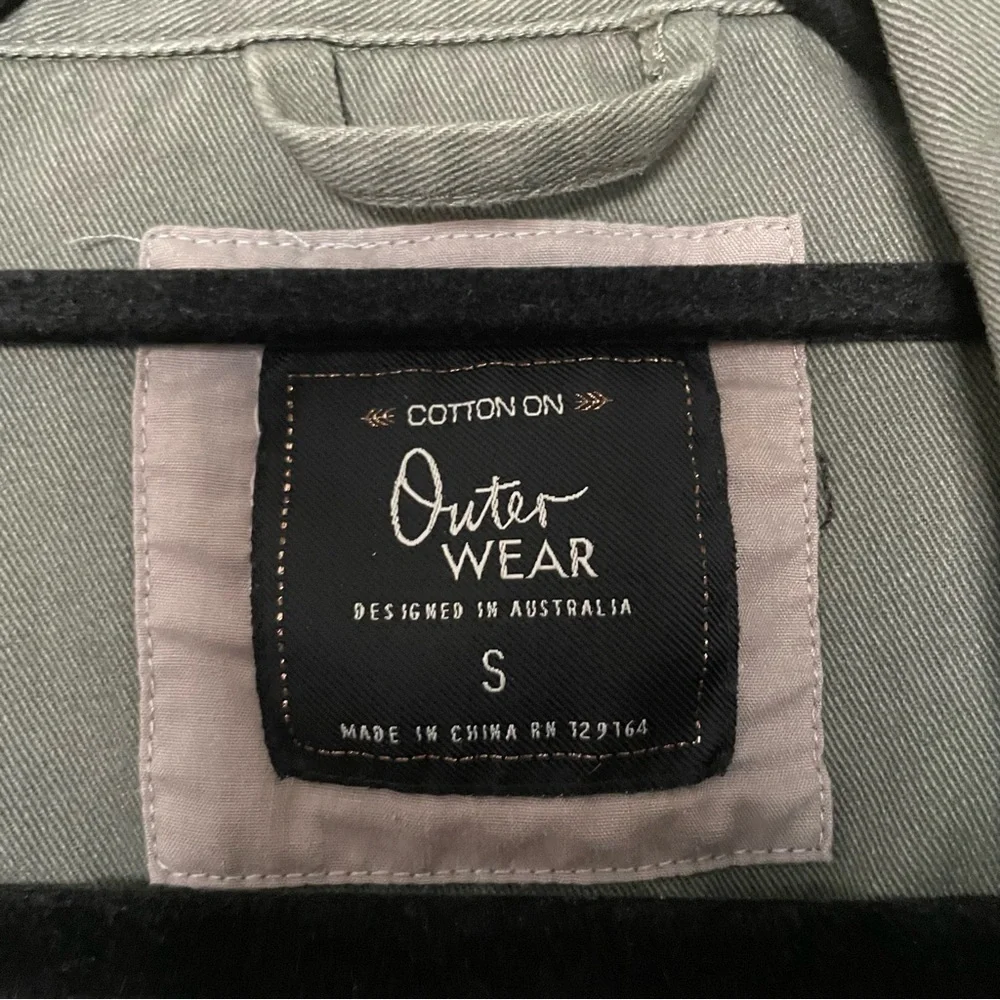 COTTON ON
Outer
WEAR
DESIGNED IN AUSTRALIA
S
MADE IN CHINA RN 129164